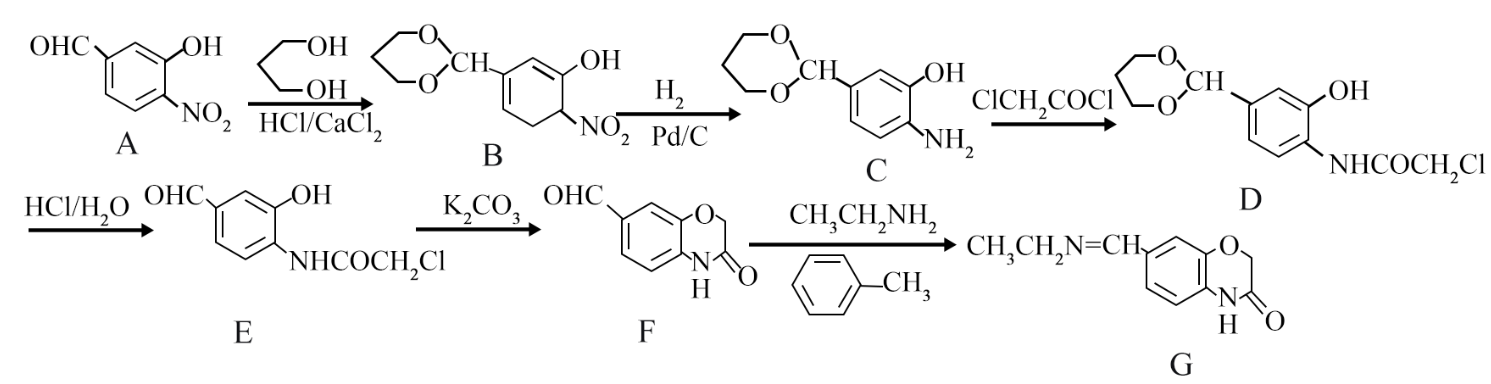 OHC OH NO₂ A
OH OH
HCl/CaCl₂
O O CH OH NO₂ B
H₂
Pd/C
O O CH OH NH₂ C
ClCH₂COCl
O O CH OH NHCOCH₂Cl D
HCl/H₂O
OHC OH NHCOCH₂Cl E
K₂CO₃
OHC O N H O F
CH₃CH₂NH₂
CH₃
CH₃CH₂N=CH O N H O G